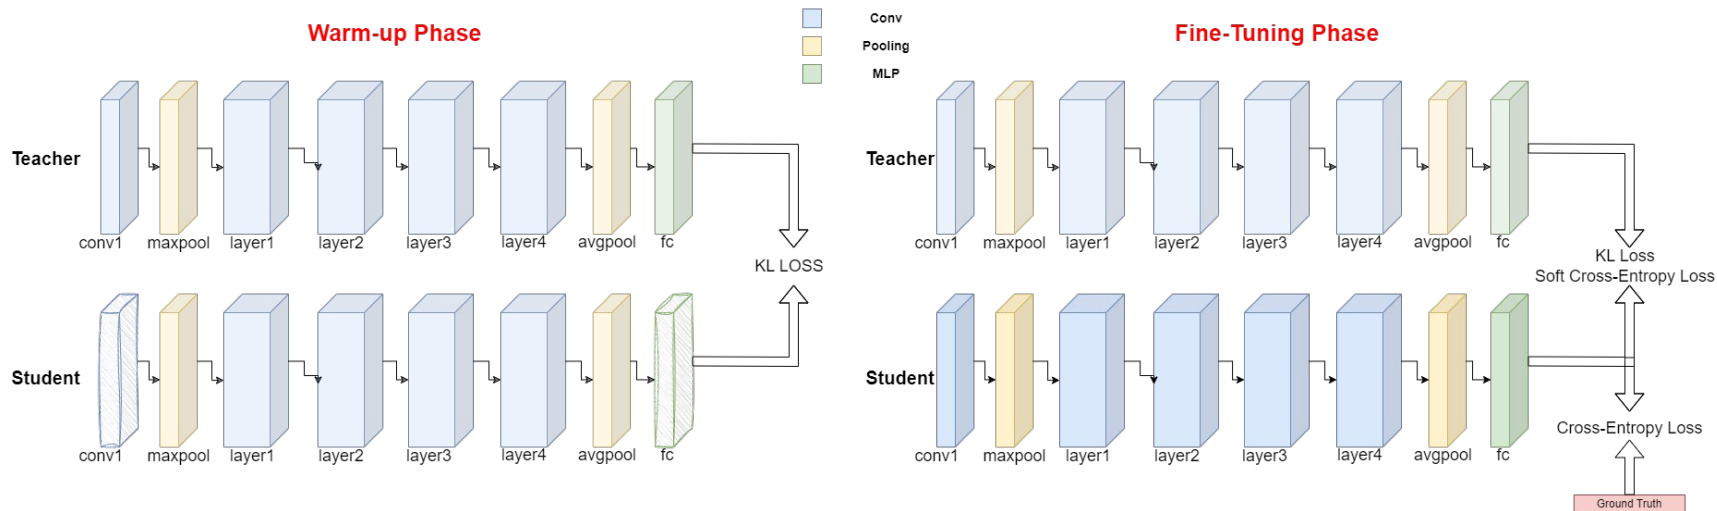 Warm-up Phase
Conv
Pooling
MLP
Fine-Tuning Phase
Teacher
conv1 maxpool layer1 layer2 layer3 layer4 avgpool fc
KL LOSS
Student
conv1 maxpool layer1 layer2 layer3 layer4 avgpool fc
Teacher
conv1 maxpool layer1 layer2 layer3 layer4 avgpool fc
KL Loss
Soft Cross-Entropy Loss
Student
conv1 maxpool layer1 layer2 layer3 layer4 avgpool fc
Cross-Entropy Loss
Ground Truth